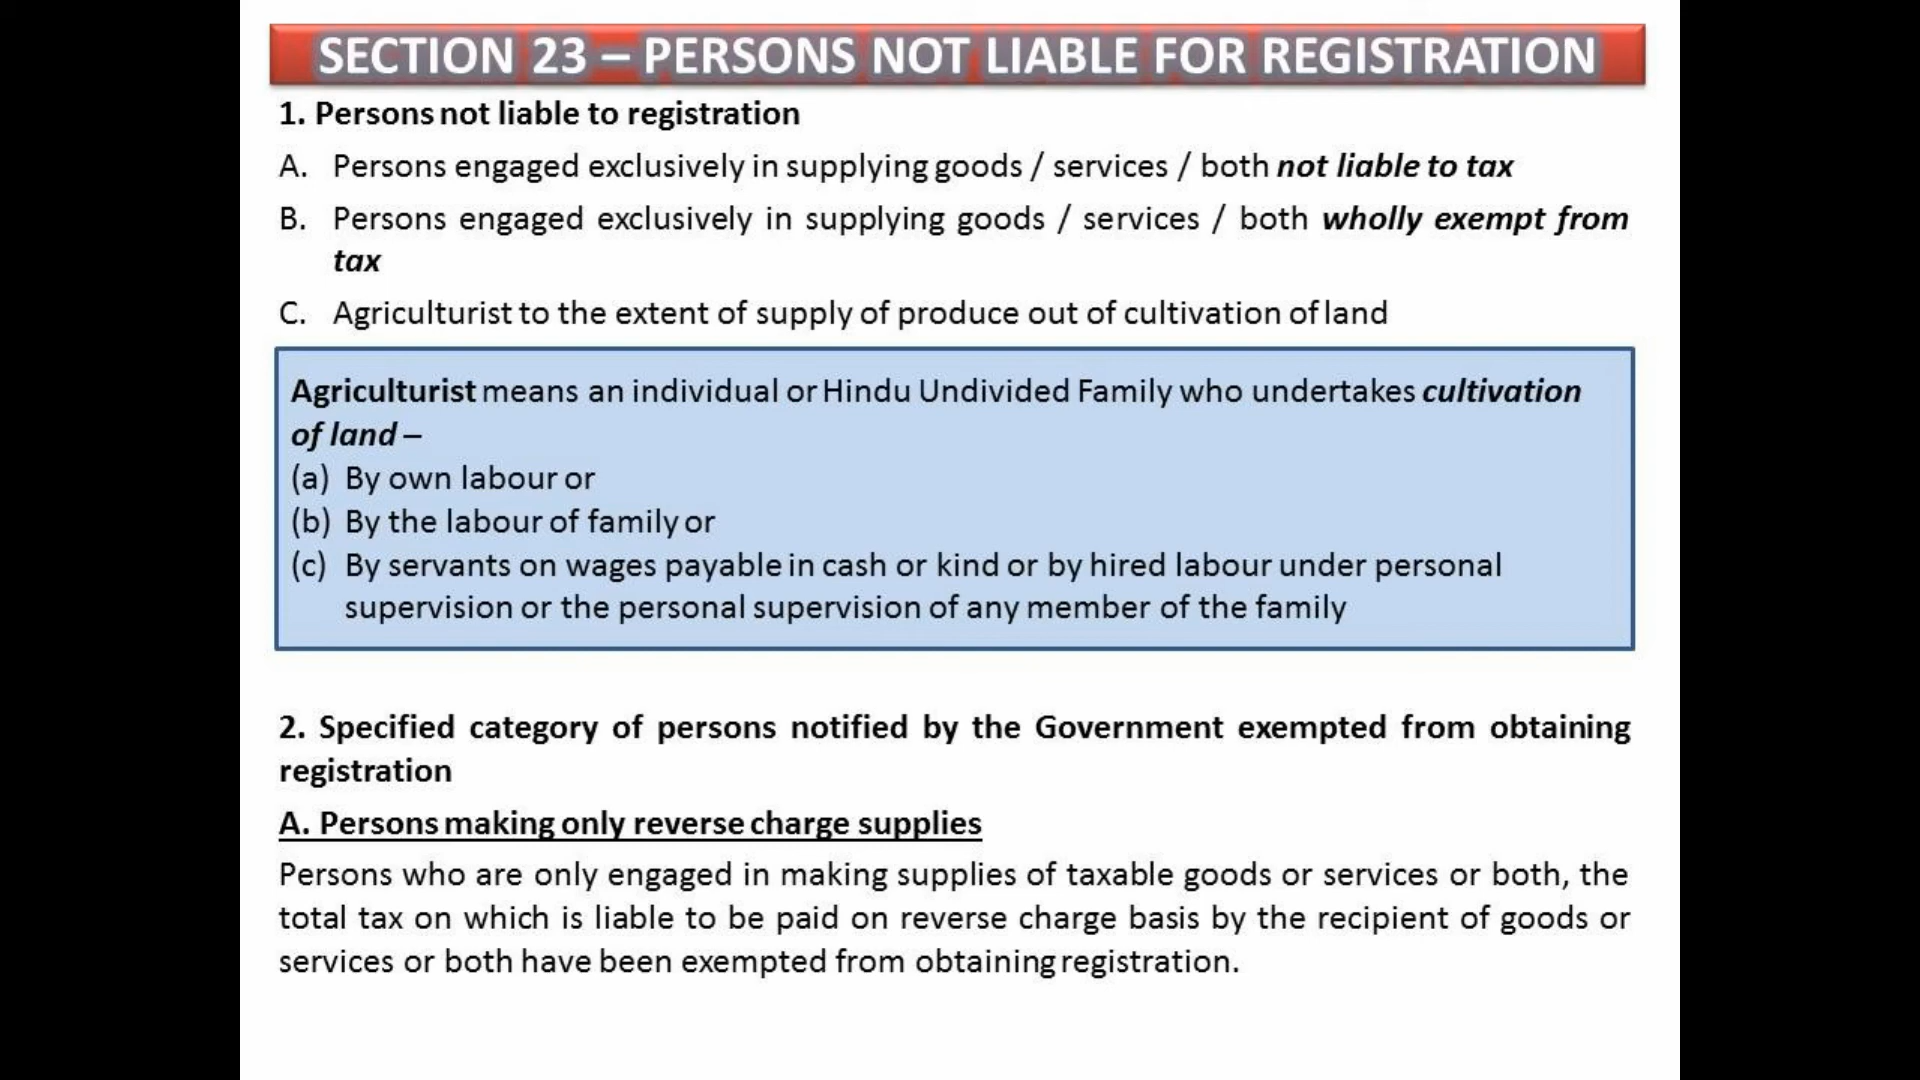 SECTION 23 – PERSONS NOT LIABLE FOR REGISTRATION
1. Persons not liable to registration
A. Persons engaged exclusively in supplying goods / services / both not liable to tax
B. Persons engaged exclusively in supplying goods / services / both wholly exempt from
tax
C. Agriculturist to the extent of supply of produce out of cultivation of land
Agriculturist means an individual or Hindu Undivided Family who undertakes cultivation
of land –
(a) By own labour or
(b) By the labour of family or
(c) By servants on wages payable in cash or kind or by hired labour under personal
supervision or the personal supervision of any member of the family
2. Specified category of persons notified by the Government exempted from obtaining
registration
A. Persons making only reverse charge supplies
Persons who are only engaged in making supplies of taxable goods or services or both, the
total tax on which is liable to be paid on reverse charge basis by the recipient of goods or
services or both have been exempted from obtaining registration.